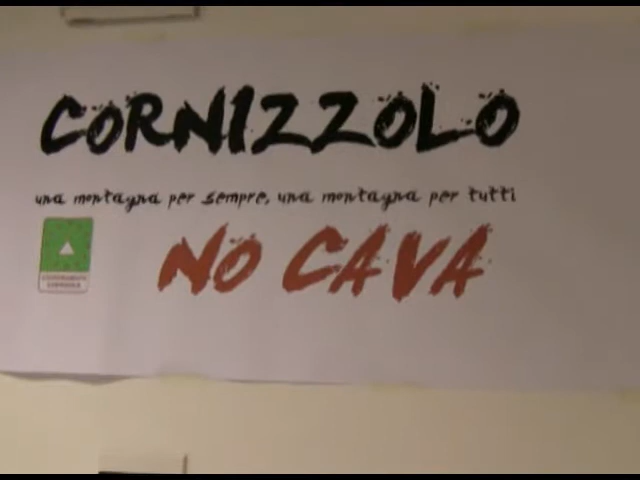 CORNIZZOLO
una montagna per sempre, una montagna per tutti
NO CAVA